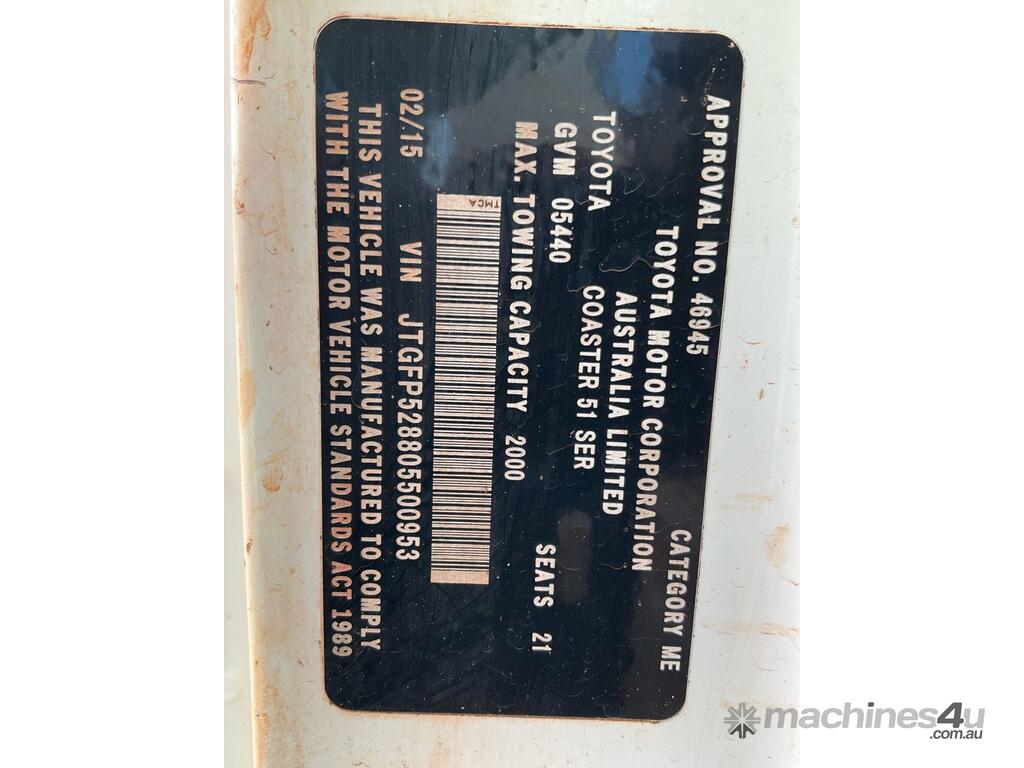 APPROVAL NO. 46945 CATEGORY ME
TOYOTA MOTOR CORPORATION
AUSTRALIA LIMITED
TOYOTA COASTER 51 SER
GVM 05440 SEATS 21
MAX. TOWING CAPACITY 2000
TMCA
02/15 VIN JTGFP528805500953
THIS VEHICLE WAS MANUFACTURED TO COMPLY
WITH THE MOTOR VEHICLE STANDARDS ACT 1989
machines4u
.com.au